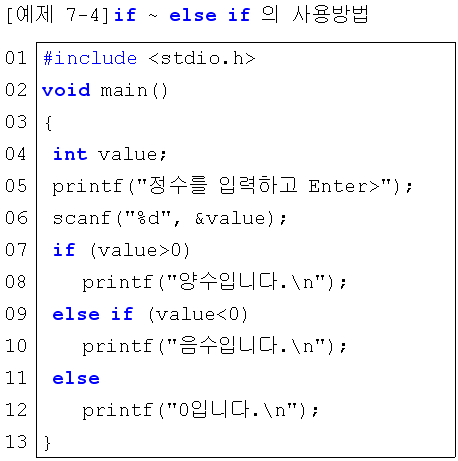 [예제 7-4]if ~ else if 의 사용방법
01 #include <stdio.h>
02 void main()
03 {
04 int value;
05 printf("정수를 입력하고 Enter>");
06 scanf("%d", &value);
07 if (value>0)
08 printf("양수입니다.\n");
09 else if (value<0)
10 printf("음수입니다.\n");
11 else
12 printf("0입니다.\n");
13 }